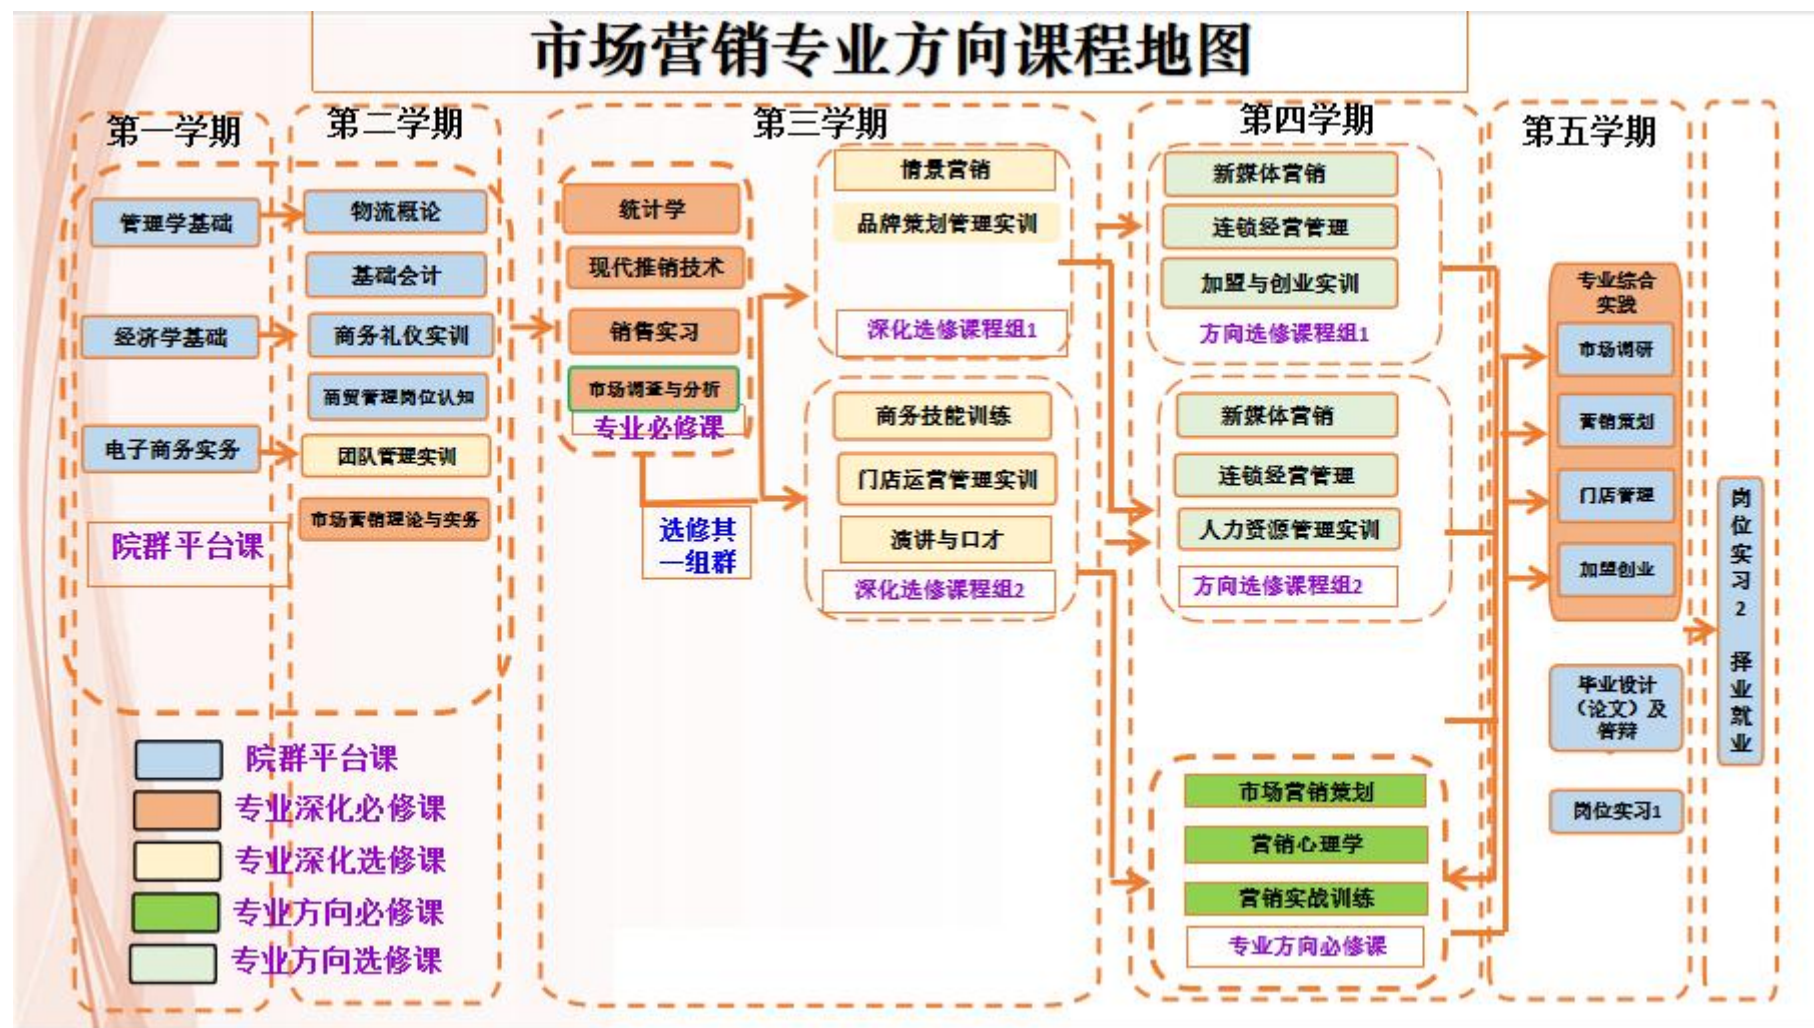 市场营销专业方向课程地图
第一学期
管理学基础
经济学基础
电子商务实务
院群平台课
第二学期
物流概论
基础会计
商务礼仪实训
商贸管理岗位认知
团队管理实训
市场营销理论与实务
第三学期
统计学
现代推销技术
销售实习
市场调查与分析
专业必修课
选修其
一组群
情景营销
品牌策划管理实训
深化选修课程组1
商务技能训练
门店运营管理实训
演讲与口才
深化选修课程组2
第四学期
新媒体营销
连锁经营管理
加盟与创业实训
方向选修课程组1
新媒体营销
连锁经营管理
人力资源管理实训
方向选修课程组2
市场营销策划
营销心理学
营销实战训练
专业方向必修课
第五学期
专业综合
实践
市场调研
营销策划
门店管理
加盟创业
毕业设计
（论文）及
答辩
岗位实习1
岗位实习2 择业就业
院群平台课
专业深化必修课
专业深化选修课
专业方向必修课
专业方向选修课